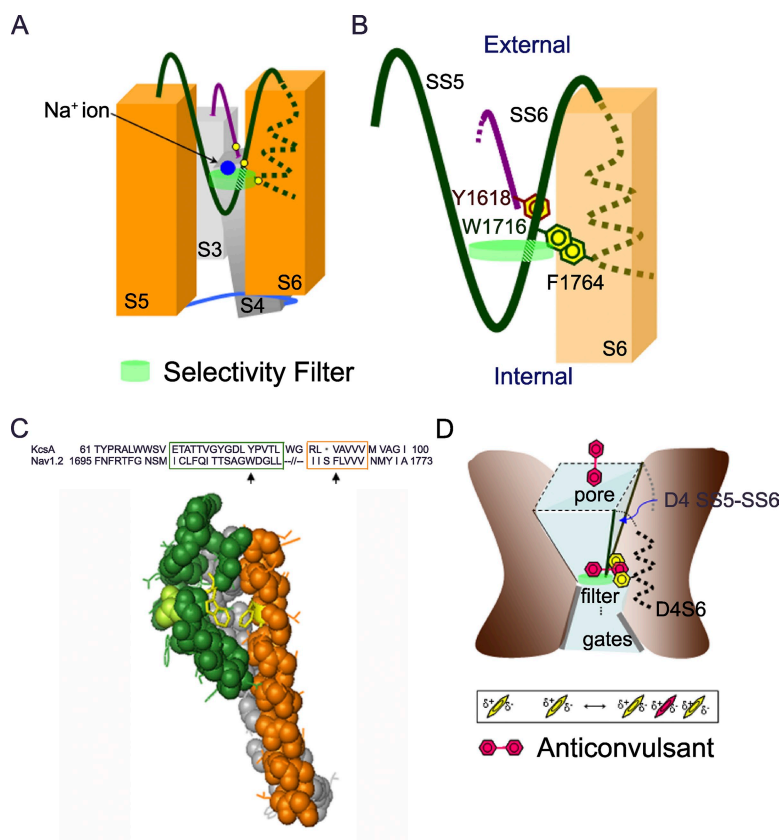 A
Na⁺ ion
S3
S5
S4
S6
Selectivity Filter
B
External
SS5
SS6
Y1618
W1716
F1764
S6
Internal
C
KcsA 61 TYPRALWWSV ETATTVGYGDL YPVTL WG RL * VAVVV M VAG I 100
Nav1.2 1695 FNFRTFG NSM I CLFQI TTSAGWDGLL --//-- I I S FLVVV NMY I A 1773
D
pore
D4 SS5-SS6
filter
D4S6
gates
δ⁺ δ⁻ δ⁺ δ⁻ ↔ δ⁺ δ⁻ δ⁺ δ⁻ δ⁺ δ⁻
Anticonvulsant